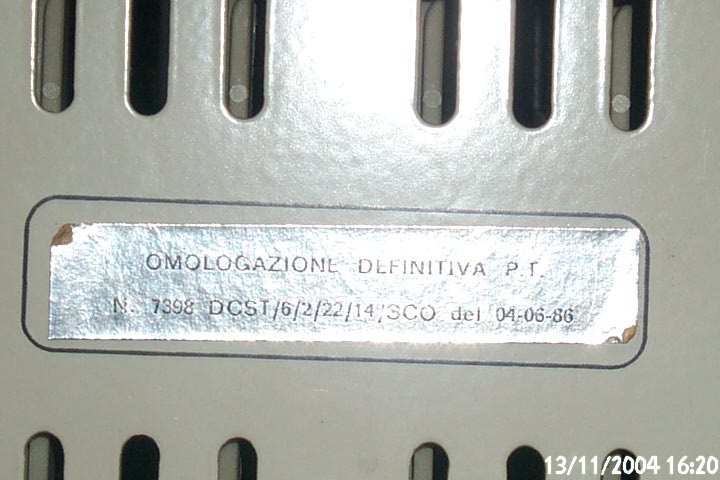 OMOLOGAZIONE DEFINITIVA P.T.
N. 7398 DCST/6/2/22/14/SCO del 04-06-86
13/11/2004 16:20